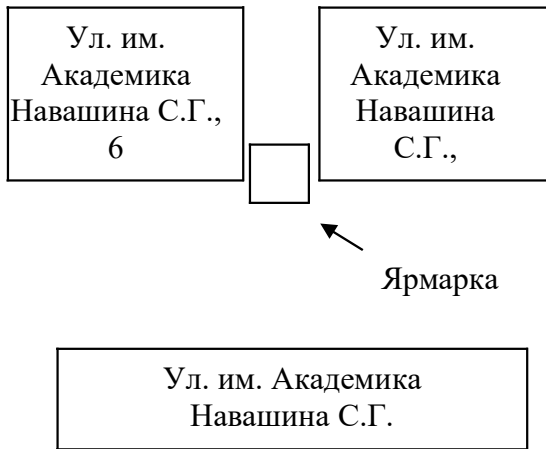 Ул. им.
Академика
Навашина С.Г.,
6
Ул. им.
Академика
Навашина
С.Г.,
Ярмарка
Ул. им. Академика
Навашина С.Г.